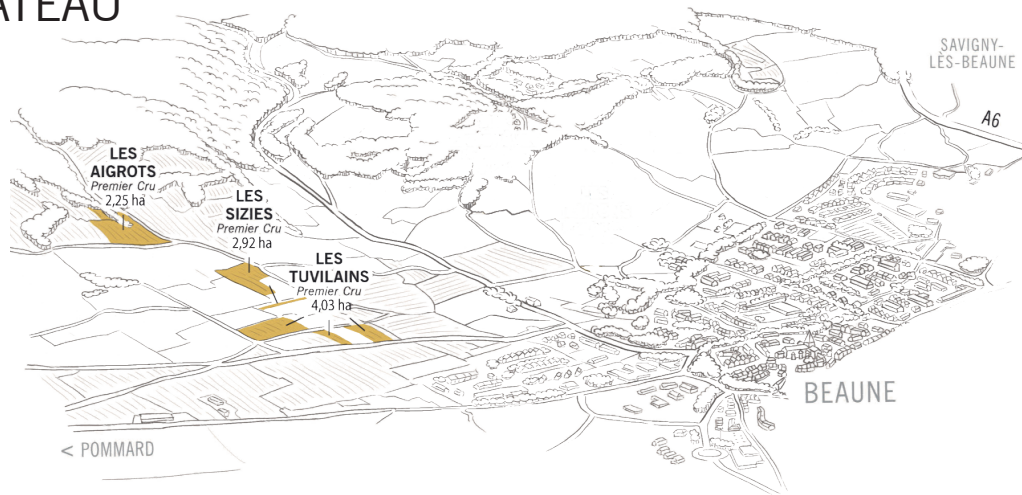 SAVIGNY-
LÈS-BEAUNE
A6
LES
AIGROTS
Premier Cru
2,25 ha
LES
SIZIES
Premier Cru
2,92 ha
LES
TUVILAINS
Premier Cru
4,03 ha
BEAUNE
< POMMARD